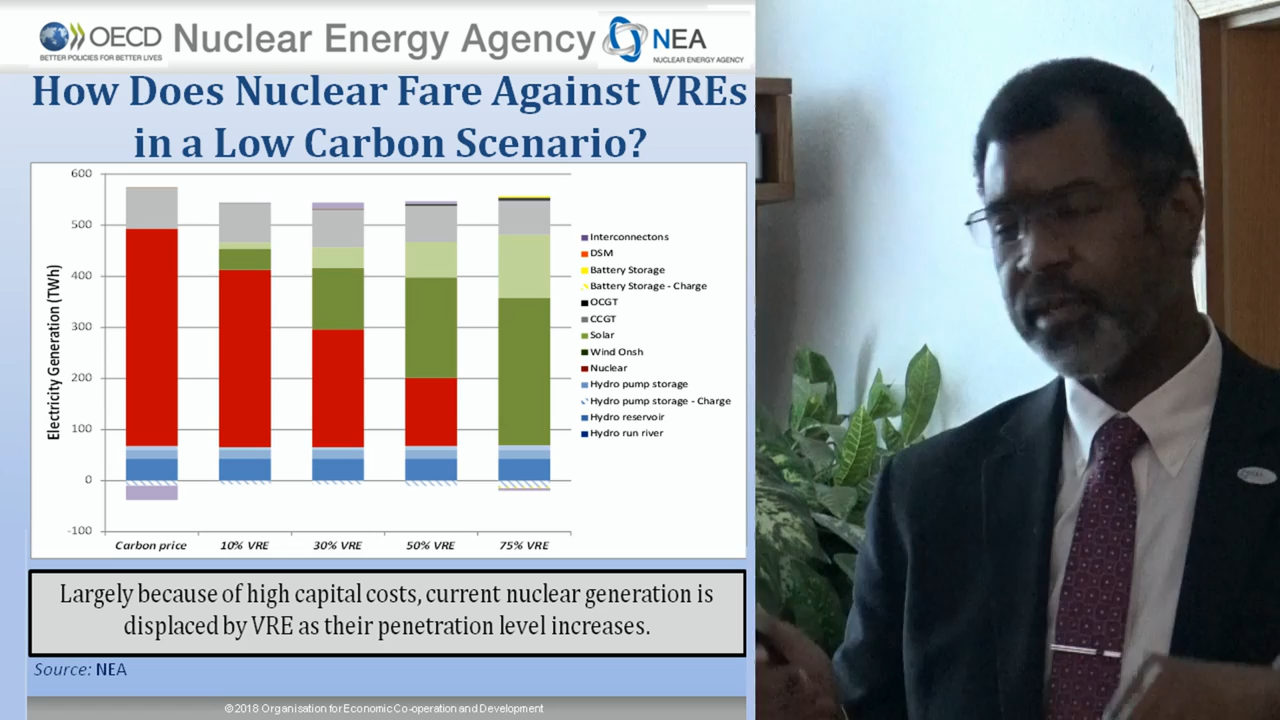 OECD
BETTER POLICIES FOR BETTER LIVES
Nuclear Energy Agency
NEA
NUCLEAR ENERGY AGENCY
How Does Nuclear Fare Against VREs
in a Low Carbon Scenario?
Electricity Generation (TWh)
600
500
400
300
200
100
0
-100
Carbon price
10% VRE
30% VRE
50% VRE
75% VRE
Interconnectons
DSM
Battery Storage
Battery Storage - Charge
OCGT
CCGT
Solar
Wind Onsh
Nuclear
Hydro pump storage
Hydro pump storage - Charge
Hydro reservoir
Hydro run river
Largely because of high capital costs, current nuclear generation is
displaced by VRE as their penetration level increases.
Source: NEA
©2018 Organisation for Economic Co-operation and Development